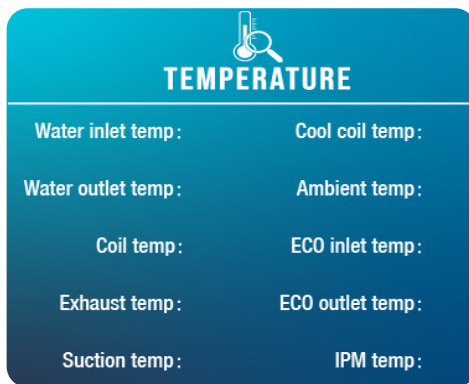 TEMPERATURE
Water inlet temp:
Cool coil temp:
Water outlet temp:
Ambient temp:
Coil temp:
ECO inlet temp:
Exhaust temp:
ECO outlet temp:
Suction temp:
IPM temp: